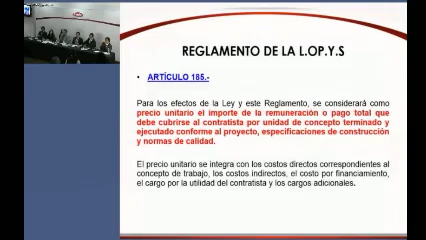 REGLAMENTO DE LA L.OP.Y.S
• ARTÍCULO 185.-
Para los efectos de la Ley y este Reglamento, se considerará como
precio unitario el importe de la remuneración o pago total que
debe cubrirse al contratista por unidad de concepto terminado y
ejecutado conforme al proyecto, especificaciones de construcción
y normas de calidad.
El precio unitario se integra con los costos directos correspondientes al
concepto de trabajo, los costos indirectos, el costo por financiamiento,
el cargo por la utilidad del contratista y los cargos adicionales.